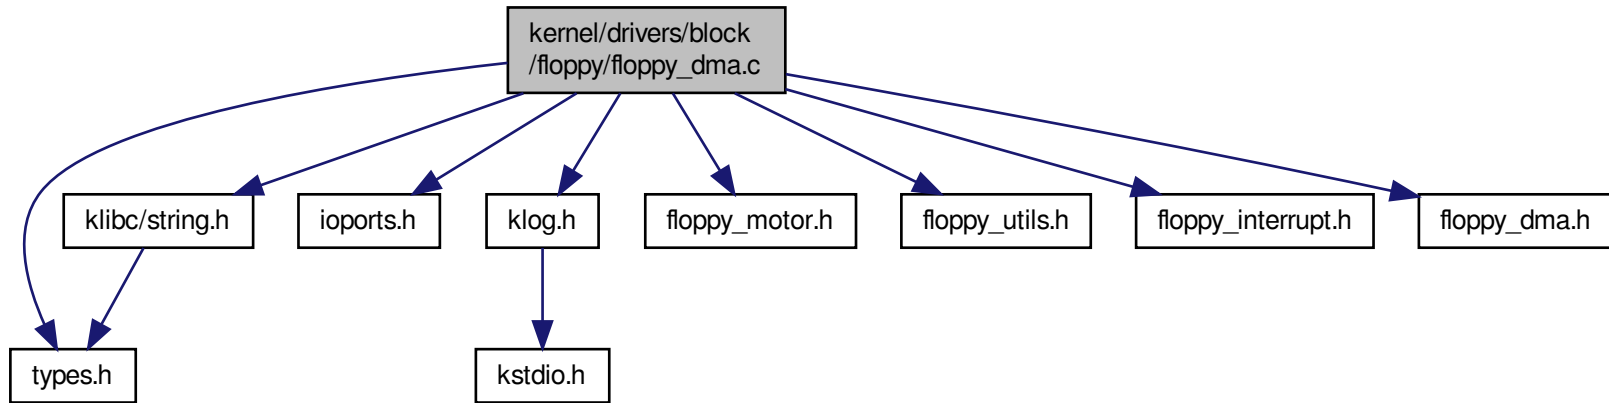 kernel/drivers/block
/floppy/floppy_dma.c
klibc/string.h
ioports.h
klog.h
floppy_motor.h
floppy_utils.h
floppy_interrupt.h
floppy_dma.h
types.h
kstdio.h